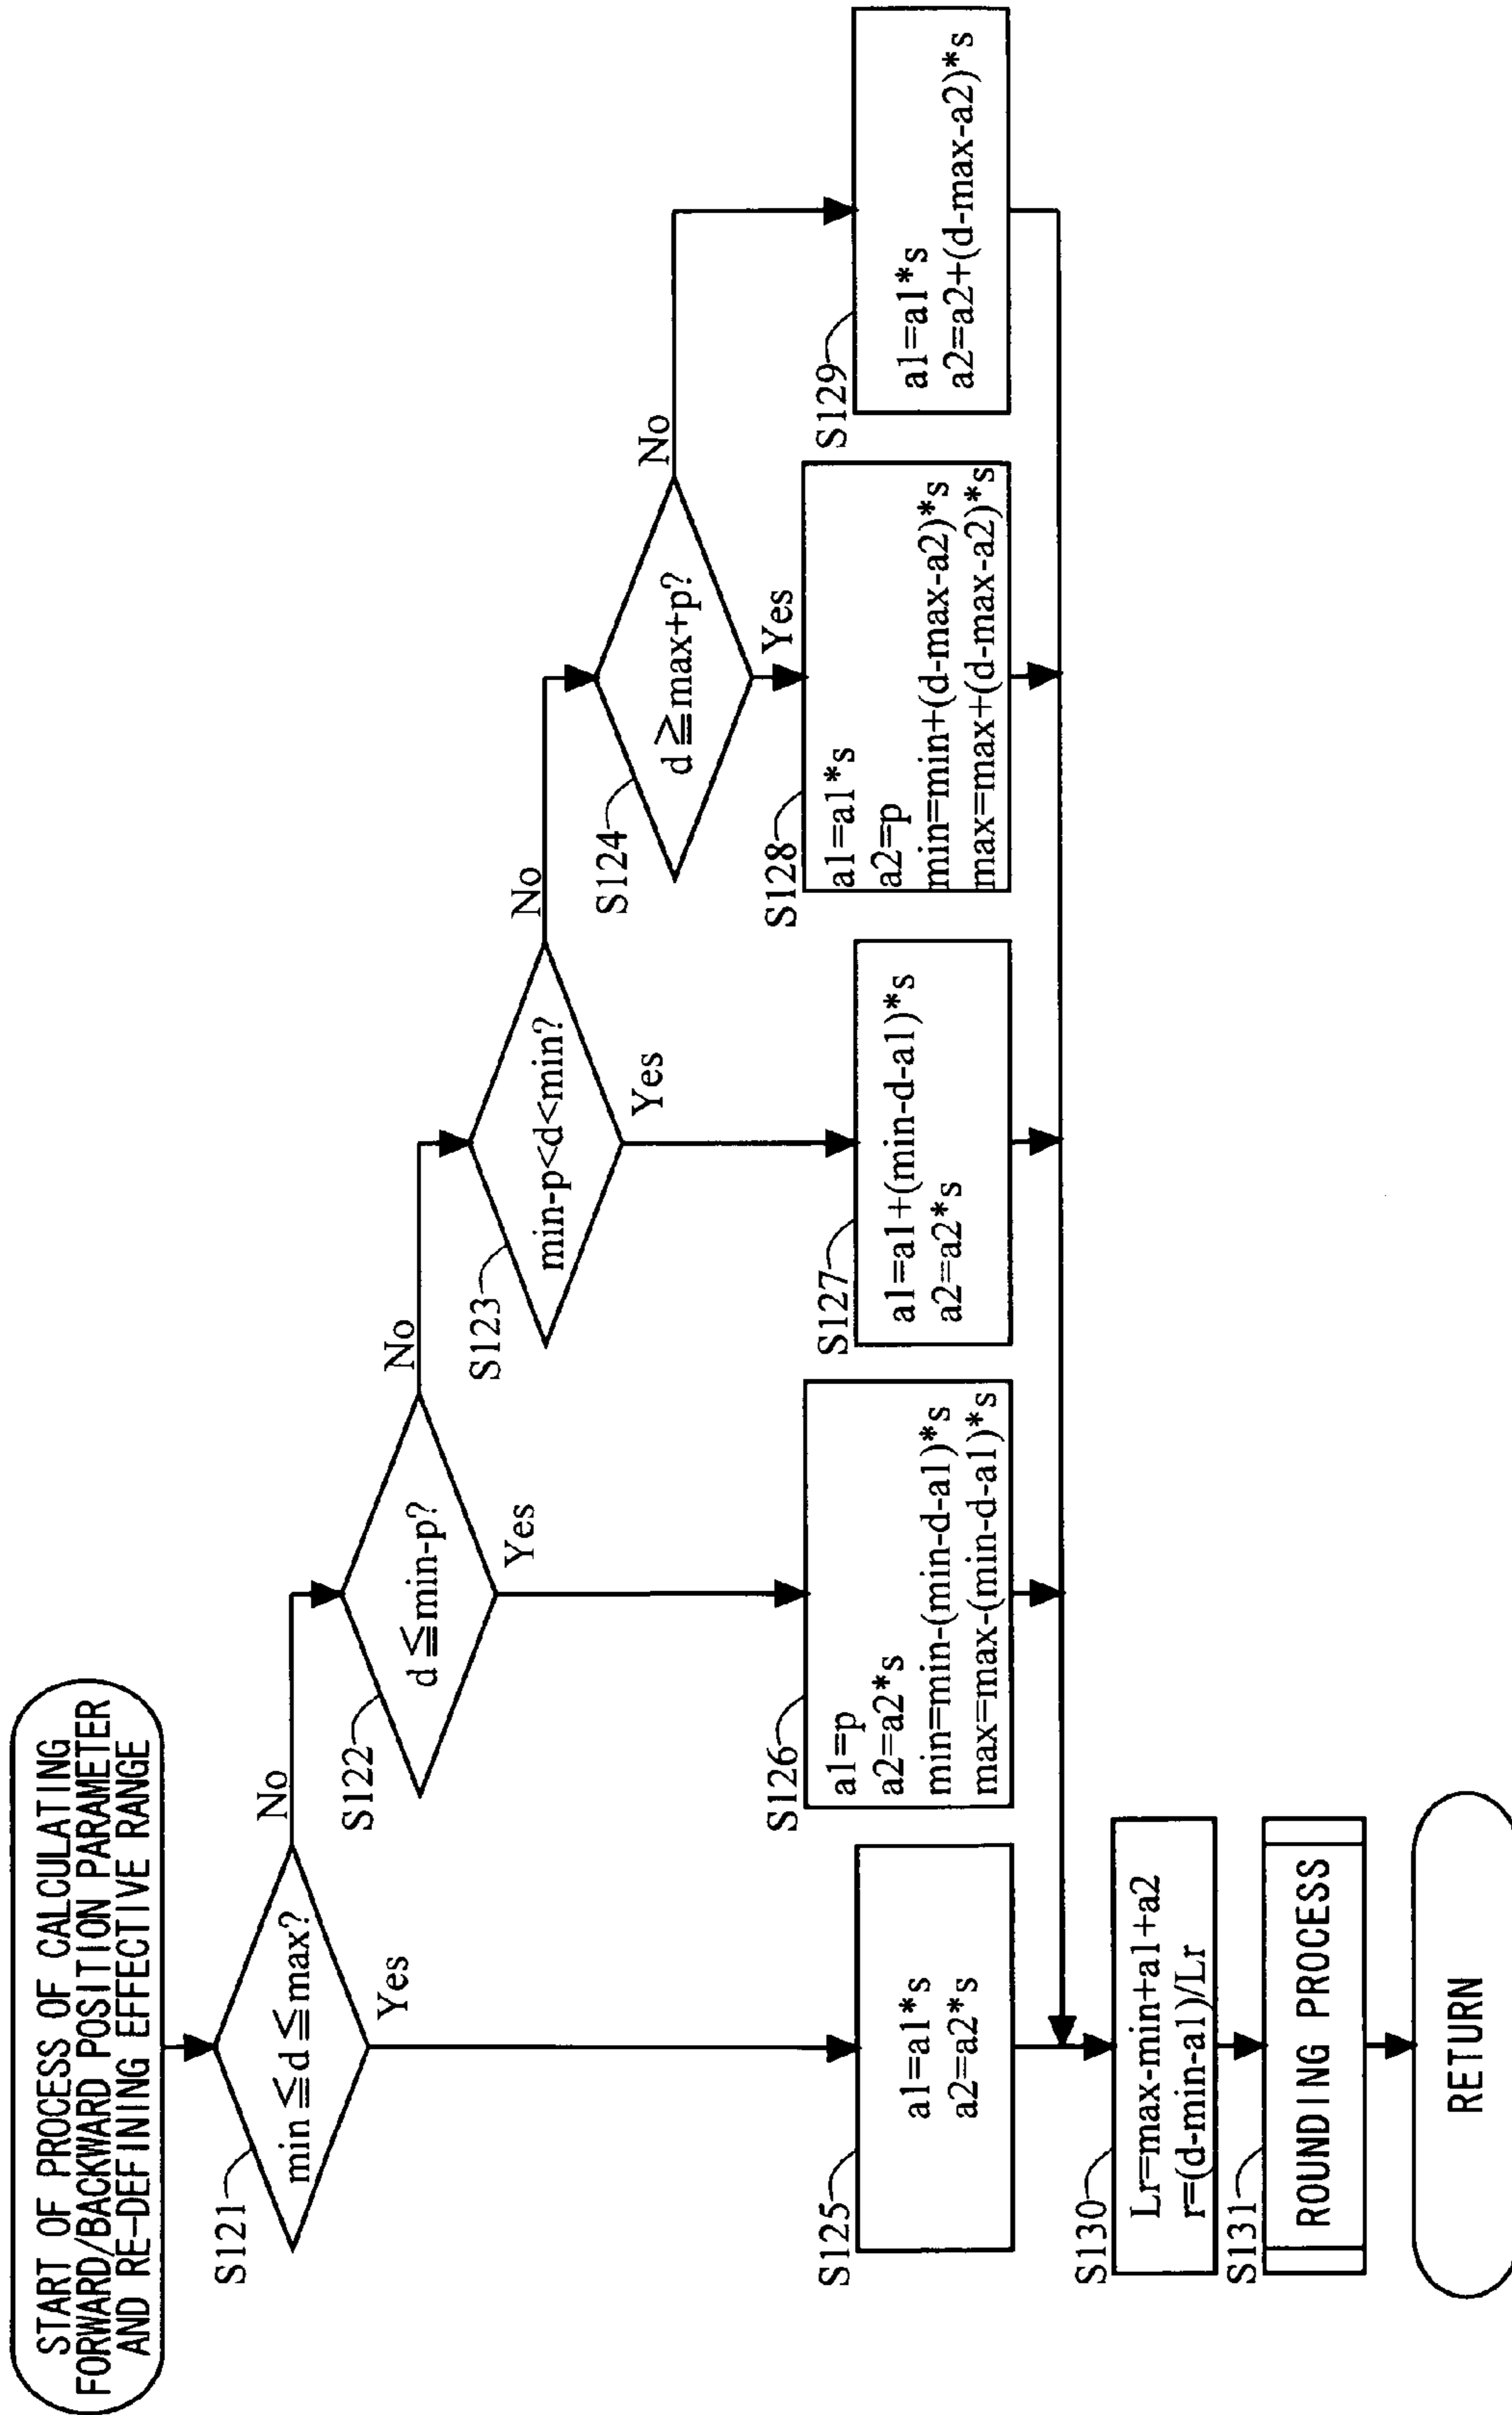 START OF PROCESS OF CALCULATING
FORWARD/BACKWARD POSITION PARAMETER
AND RE-DEFINING EFFECTIVE RANGE
S121
min≦d≦max?
Yes
No
S122
d≦min-p?
Yes
No
S123
min-p<d<min?
Yes
No
S124
d≧max+p?
Yes
No
S125
a1=a1*s
a2=a2*s
S126
a1=p
a2=a2*s
min=min-(min-d-a1)*s
max=max-(min-d-a1)*s
S127
a1=a1+(min-d-a1)*s
a2=a2*s
S128
a1=a1*s
a2=p
min=min+(d-max-a2)*s
max=max+(d-max-a2)*s
S129
a1=a1*s
a2=a2+(d-max-a2)*s
S130
Lr=max-min+a1+a2
r=(d-min-a1)/Lr
S131
ROUNDING PROCESS
RETURN